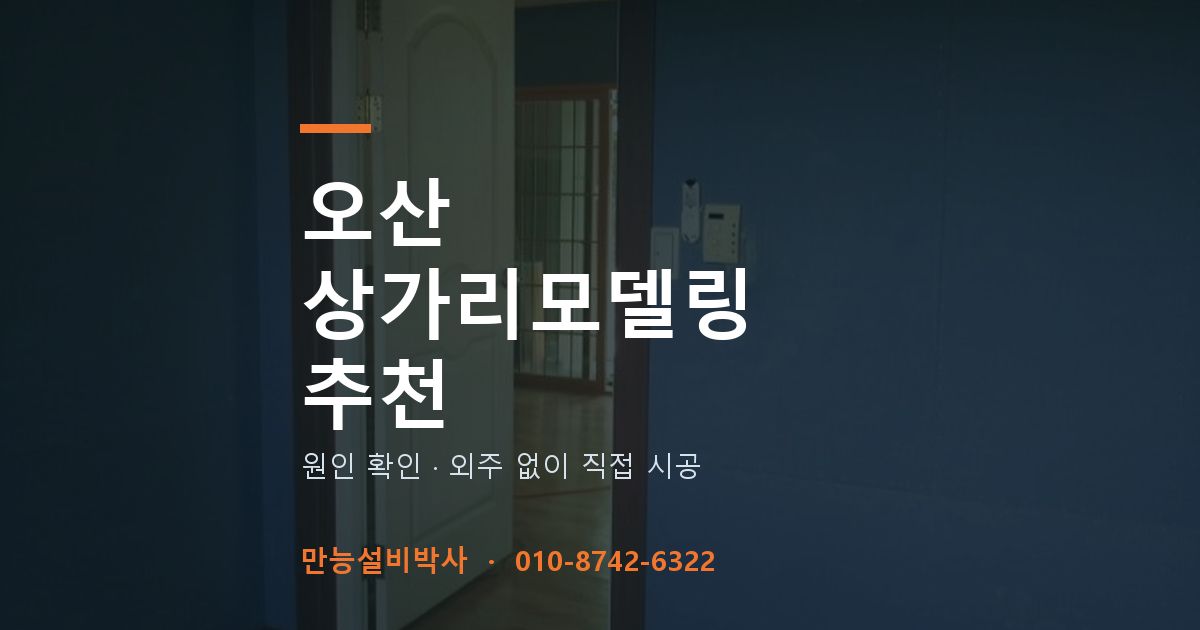 오산
상가리모델링
추천
원인 확인 · 외주 없이 직접 시공
만능설비박사 · 010-8742-6322